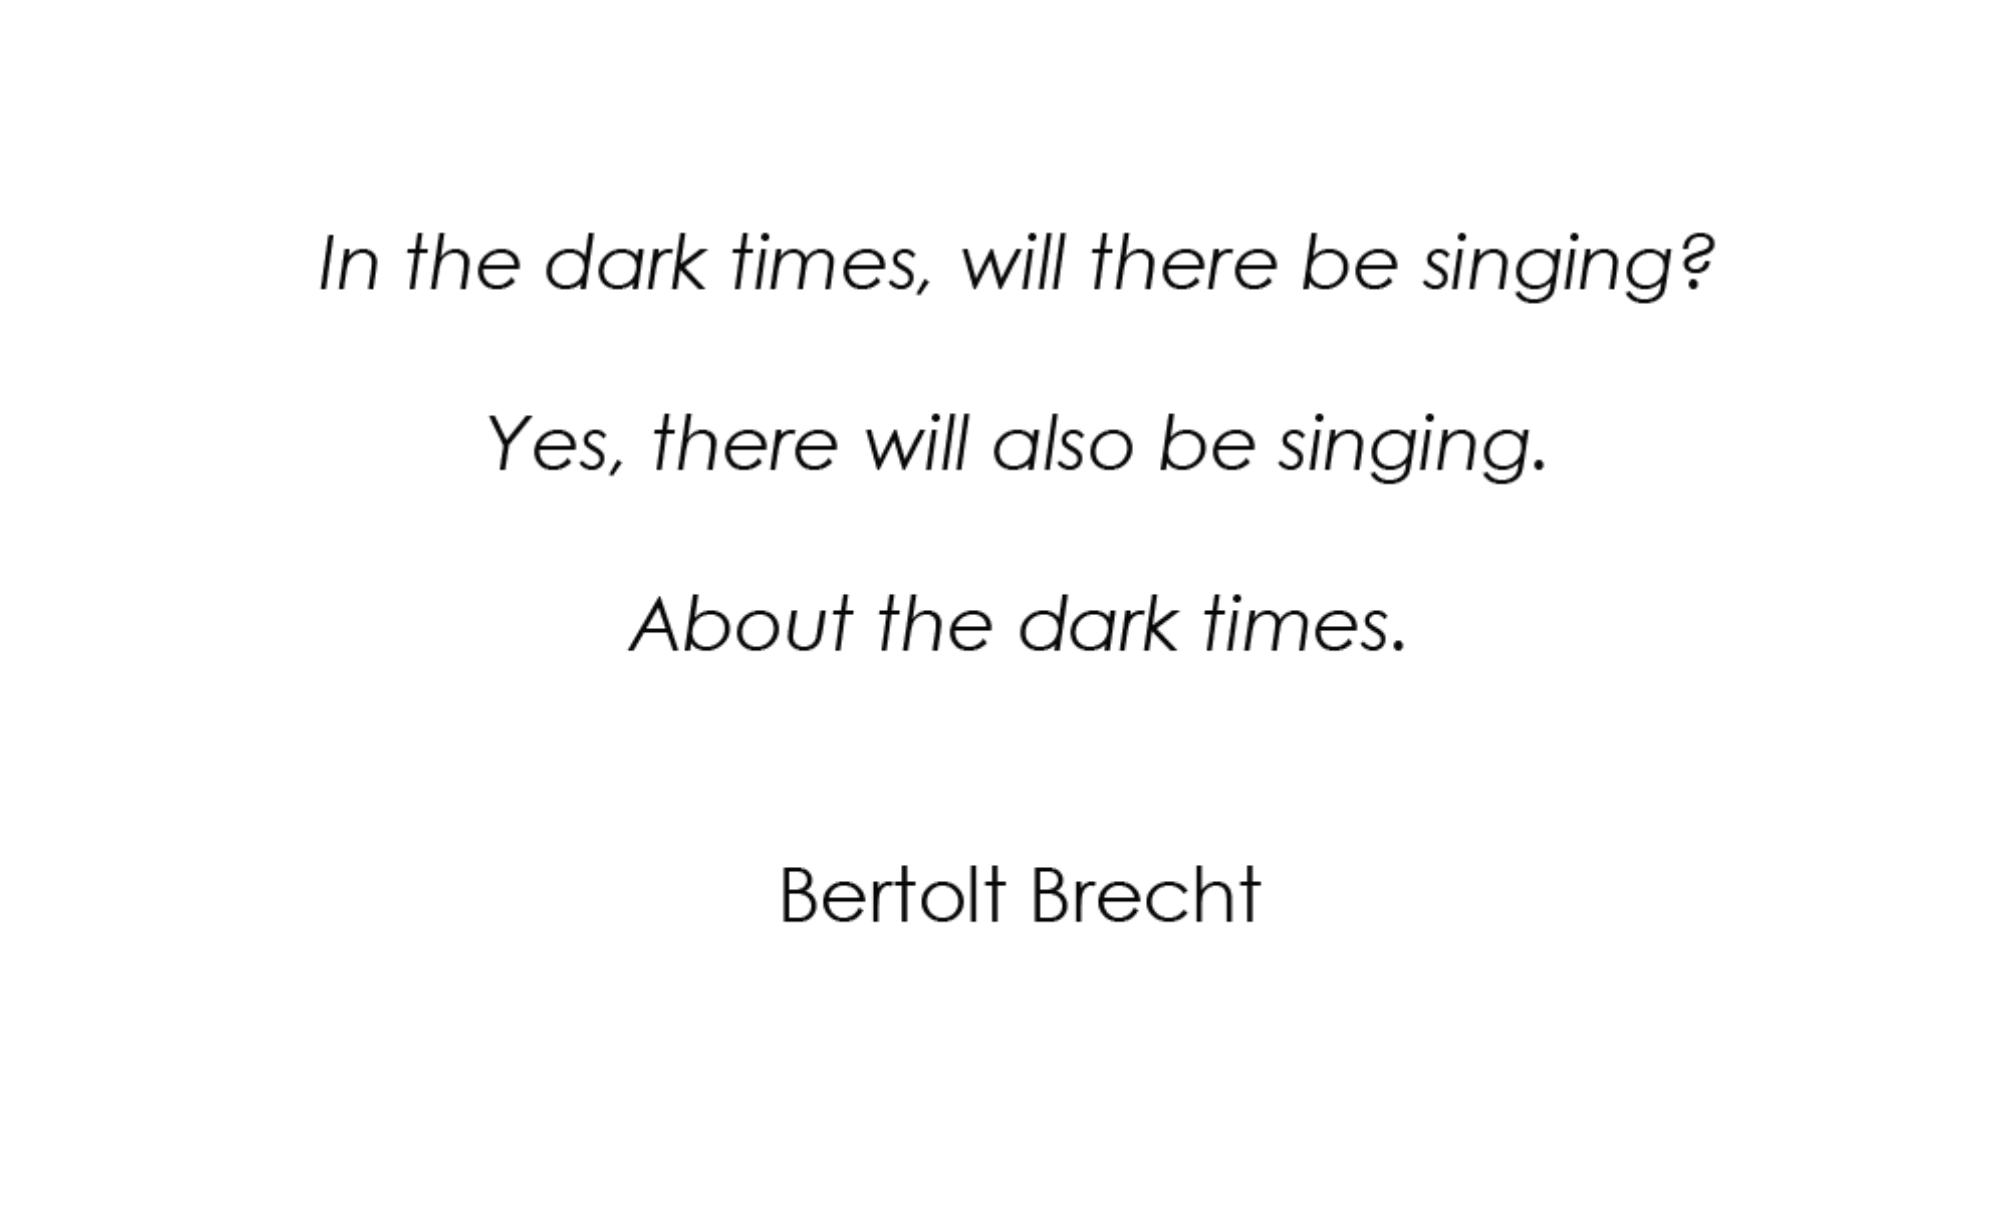 In the dark times, will there be singing?
Yes, there will also be singing.
About the dark times.
Bertolt Brecht